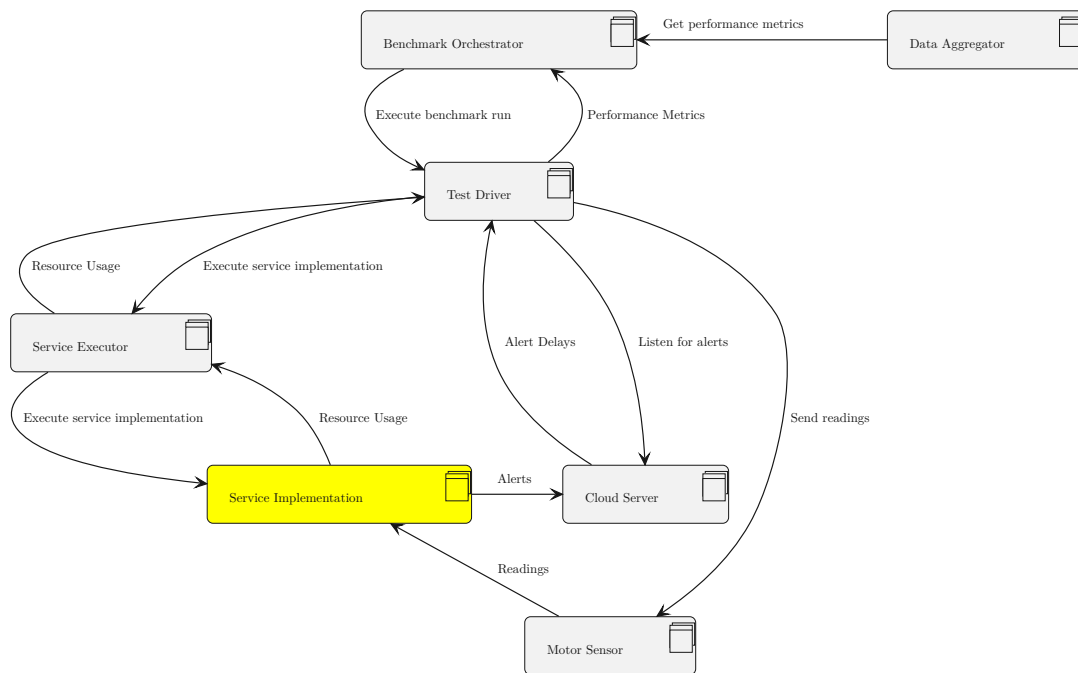 Get performance metrics
Benchmark Orchestrator
Data Aggregator
Execute benchmark run
Performance Metrics
Test Driver
Resource Usage
Execute service implementation
Service Executor
Alert Delays
Listen for alerts
Execute service implementation
Resource Usage
Send readings
Service Implementation
Alerts
Cloud Server
Readings
Motor Sensor